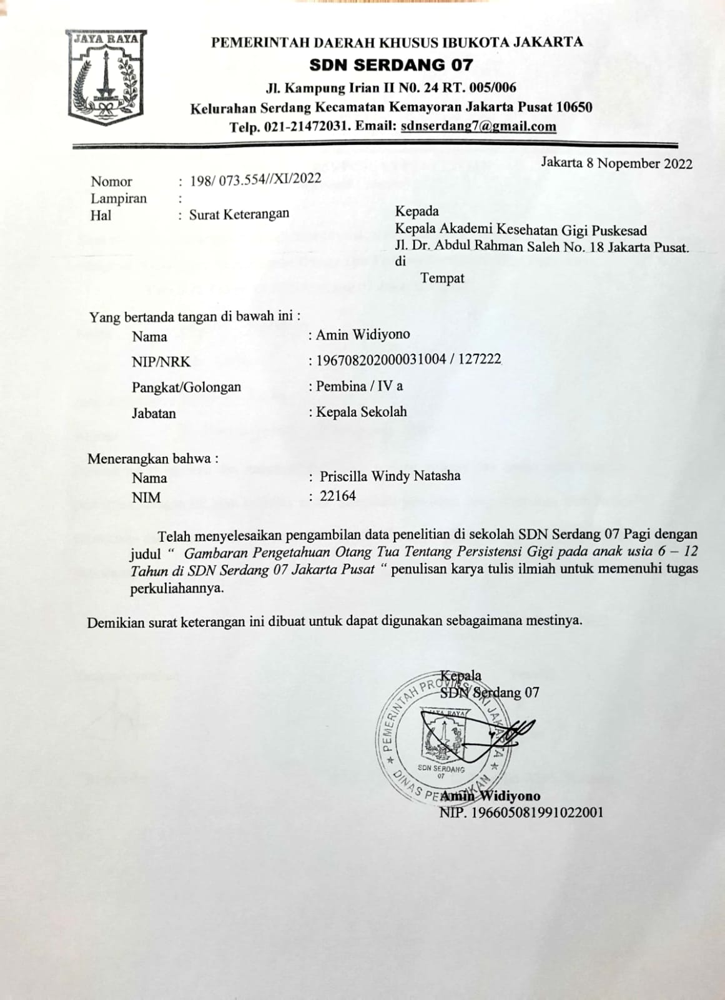 JAYA RAYA
PEMERINTAH DAERAH KHUSUS IBUKOTA JAKARTA
SDN SERDANG 07
Jl. Kampung Irian II N0. 24 RT. 005/006
Kelurahan Serdang Kecamatan Kemayoran Jakarta Pusat 10650
Telp. 021-21472031. Email: sdnserdang7@gmail.com
Jakarta 8 Nopember 2022
Nomor : 198/ 073.554//XI/2022
Lampiran :
Hal : Surat Keterangan
Kepada
Kepala Akademi Kesehatan Gigi Puskesad
Jl. Dr. Abdul Rahman Saleh No. 18 Jakarta Pusat.
di
Tempat
Yang bertanda tangan di bawah ini :
Nama : Amin Widiyono
NIP/NRK : 196708202000031004 / 127222
Pangkat/Golongan : Pembina / IV a
Jabatan : Kepala Sekolah
Menerangkan bahwa :
Nama : Priscilla Windy Natasha
NIM : 22164
Telah menyelesaikan pengambilan data penelitian di sekolah SDN Serdang 07 Pagi dengan
judul “ Gambaran Pengetahuan Otang Tua Tentang Persistensi Gigi pada anak usia 6 – 12
Tahun di SDN Serdang 07 Jakarta Pusat “ penulisan karya tulis ilmiah untuk memenuhi tugas
perkuliahannya.
Demikian surat keterangan ini dibuat untuk dapat digunakan sebagaimana mestinya.
Kepala
SDN Serdang 07
PEMERINTAH PROVINSI DKI JAKARTA
JAYA RAYA
SDN SERDANG
07
DINAS PENDIDIKAN
Amin Widiyono
NIP. 196605081991022001